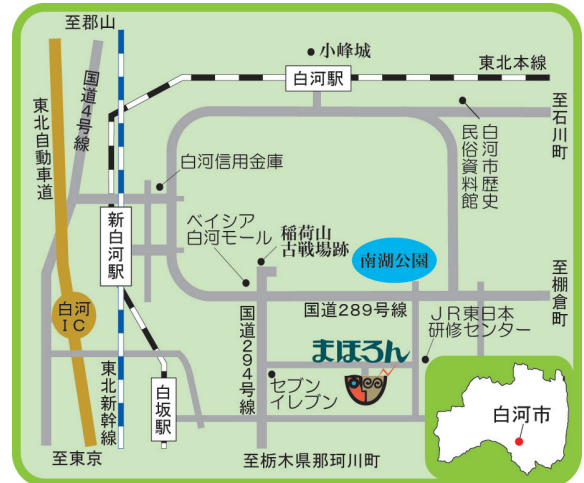 至郡山
国道4号線
東北自動車道
小峰城
白河駅
東北本線
至石川町
白河市歴史
民俗資料館
白河信用金庫
新白河駅
ベイシア
白河モール
稲荷山
古戦場跡
南湖公園
至棚倉町
国道289号線
白河
IC
国道294号線
JR東日本
研修センター
まほろん
セブン
イレブン
東北新幹線
白坂駅
白河市
至東京
至栃木県那珂川町